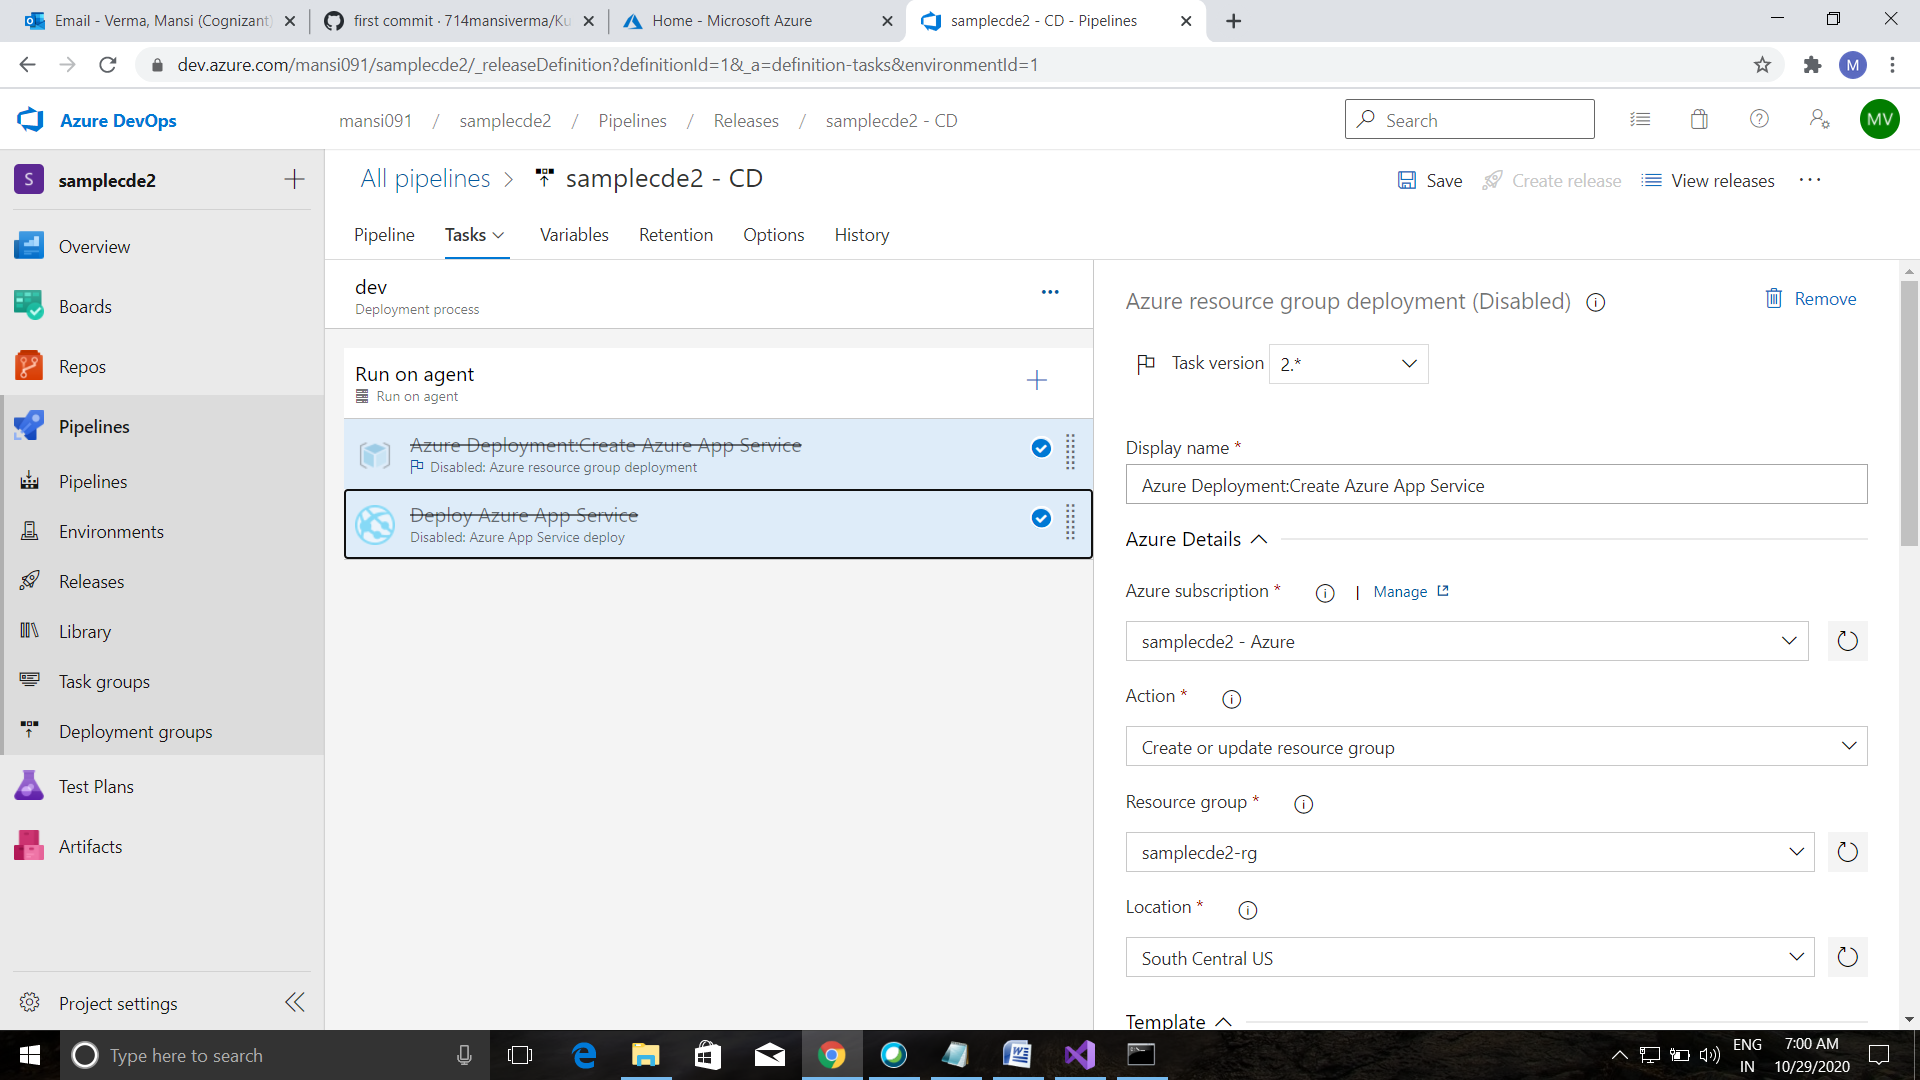 Email - Verma, Mansi (Cognizant)
first commit · 714mansiverma/Ku
Home - Microsoft Azure
samplecde2 - CD - Pipelines
dev.azure.com/mansi091/samplecde2/_releaseDefinition?definitionId=1&_a=definition-tasks&environmentId=1
M
Azure DevOps
mansi091 / samplecde2 / Pipelines / Releases / samplecde2 - CD
Search
MV
S
samplecde2
Overview
Boards
Repos
Pipelines
Pipelines
Environments
Releases
Library
Task groups
Deployment groups
Test Plans
Artifacts
Project settings
All pipelines > samplecde2 - CD
Save
Create release
View releases
Pipeline
Tasks
Variables
Retention
Options
History
dev
Deployment process
Run on agent
Run on agent
Azure Deployment:Create Azure App Service
Disabled: Azure resource group deployment
Deploy Azure App Service
Disabled: Azure App Service deploy
Azure resource group deployment (Disabled)
Remove
Task version
2.*
Display name *
Azure Deployment:Create Azure App Service
Azure Details
Azure subscription *
| Manage
samplecde2 - Azure
Action *
Create or update resource group
Resource group *
samplecde2-rg
Location *
South Central US
Template
Type here to search
ENG
IN
7:00 AM
10/29/2020